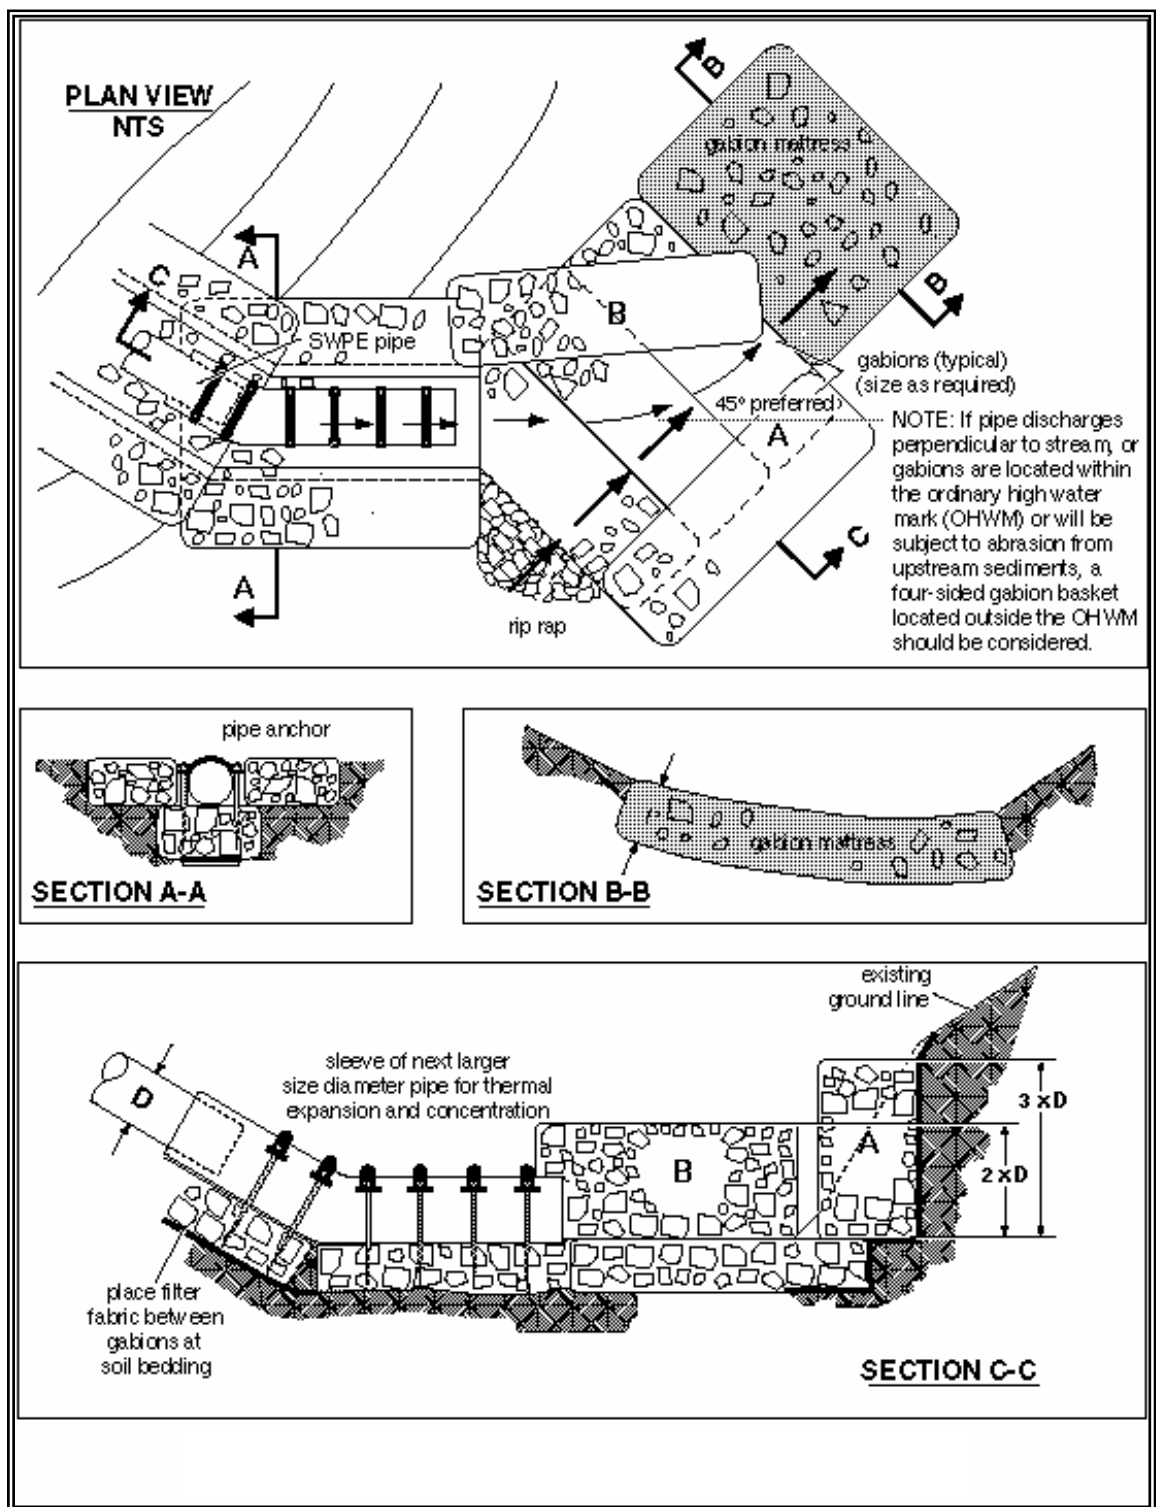 PLAN VIEW
NTS
B
D
gabion mattress
A
C
B
B
SWPE pipe
gabions (typical)
(size as required)
45° preferred
A
NOTE: If pipe discharges
perpendicular to stream, or
gabions are located within
the ordinary high water
mark (OHWM) or will be
subject to abrasion from
upstream sediments, a
four-sided gabion basket
located outside the OHWM
should be considered.
C
A
rip rap
pipe anchor
SECTION A-A
gabion mattress
SECTION B-B
existing
ground line
sleeve of next larger
size diameter pipe for thermal
expansion and concentration
D
3 x D
A
B
2 x D
place filter
fabric between
gabions at
soil bedding
SECTION C-C